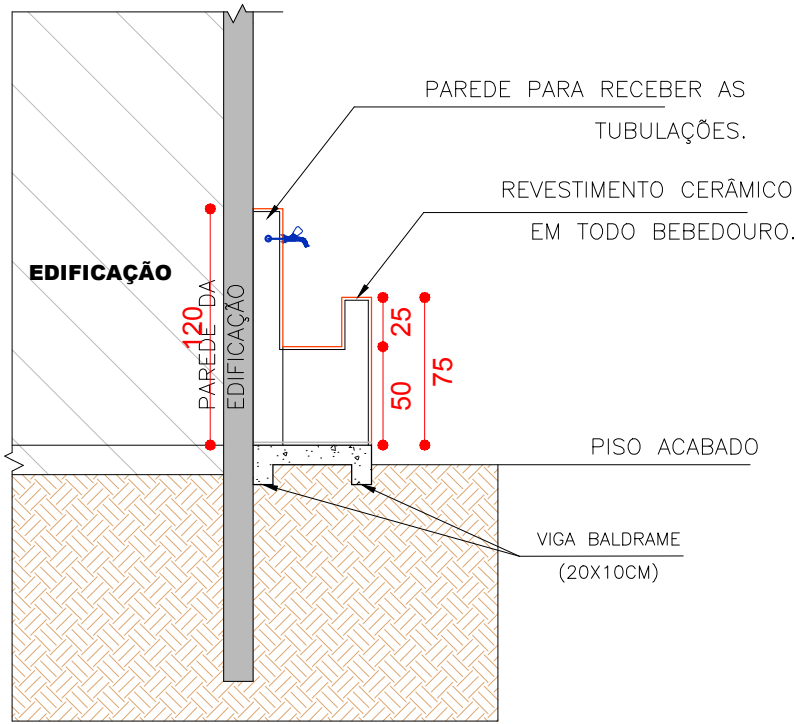 PAREDE PARA RECEBER AS
TUBULAÇÕES.
REVESTIMENTO CERÂMICO
EM TODO BEBEDOURO.
EDIFICAÇÃO
PAREDE DA
EDIFICAÇÃO
120
25
50
75
PISO ACABADO
VIGA BALDRAME
(20X10CM)